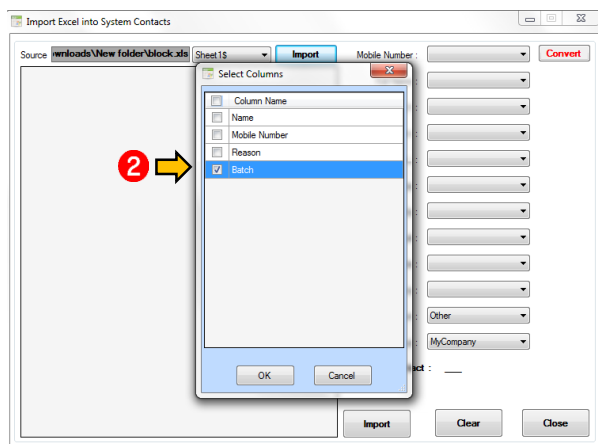 Import Excel into System Contacts
Source wnloads\New folder\block.xls Sheet1$ Import Mobile Number : Convert
Select Columns
Column Name
Name
Mobile Number
Reason
2 Batch
Other
MyCompany
OK Cancel act : ___
Import Clear Close